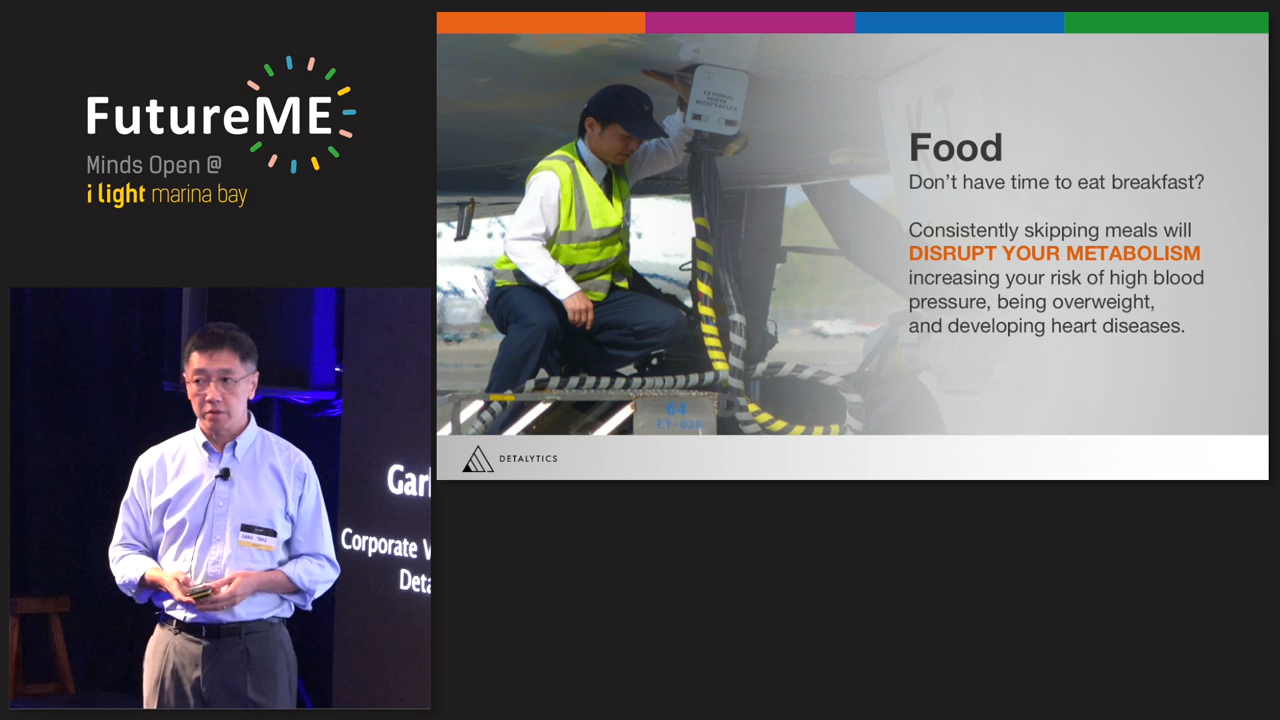 FutureME
Minds Open @
i light marina bay
Food
Don't have time to eat breakfast?
Consistently skipping meals will
DISRUPT YOUR METABOLISM
increasing your risk of high blood
pressure, being overweight,
and developing heart diseases.
64
DETALYTICS
Corporate